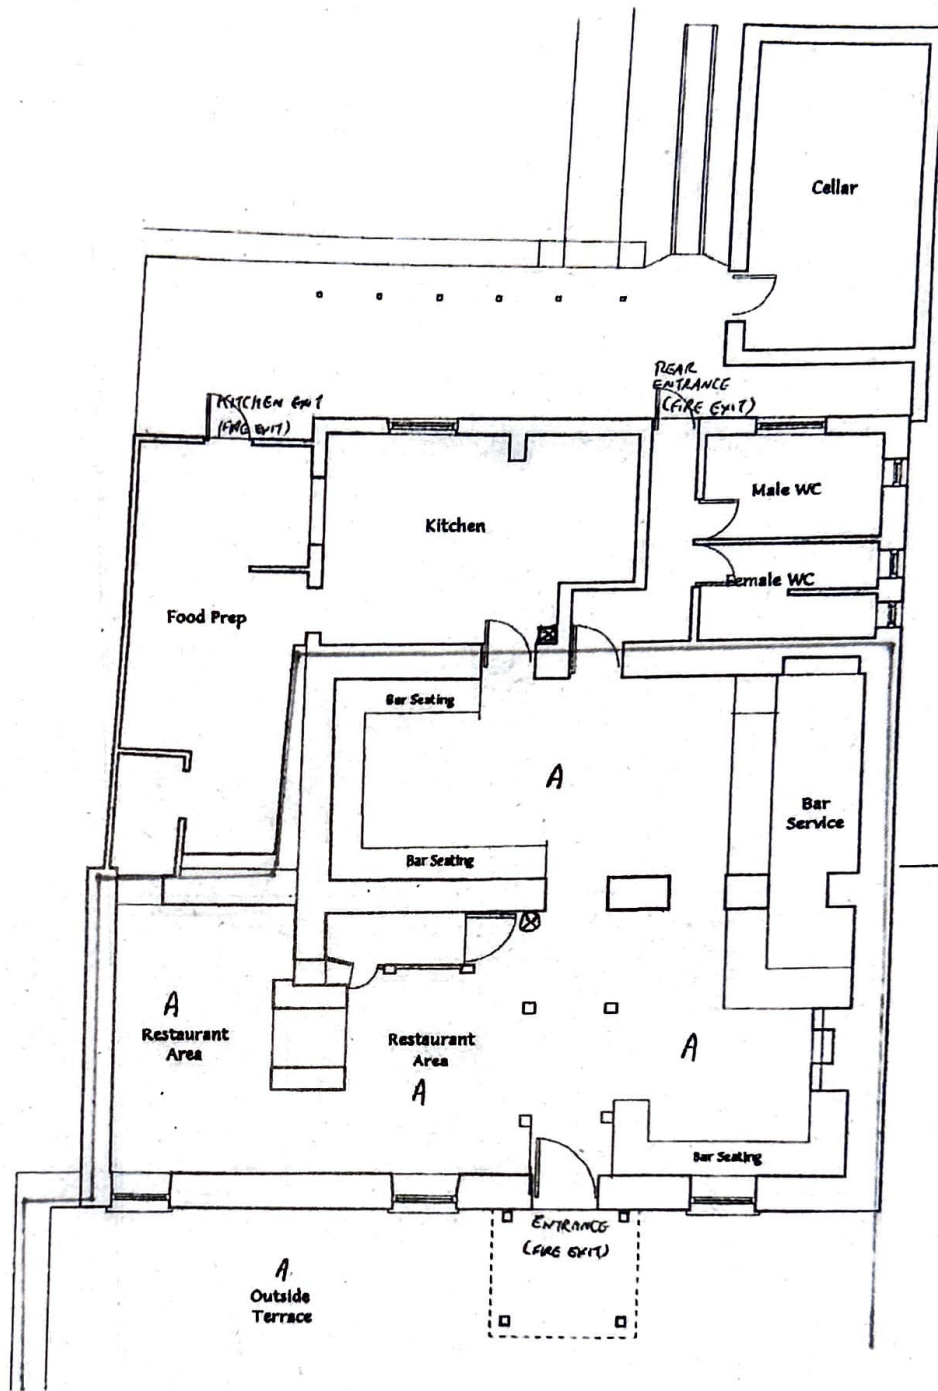 Cellar
REAR
ENTRANCE
(FIRE EXIT)
KITCHEN EXIT
(FIRE EXIT)
Male WC
Kitchen
Female WC
Food Prep
Bar Seating
A
Bar
Service
Bar Seating
A
Restaurant
Area
Restaurant
Area
A
A
Bar Seating
ENTRANCE
(FIRE EXIT)
A
Outside
Terrace